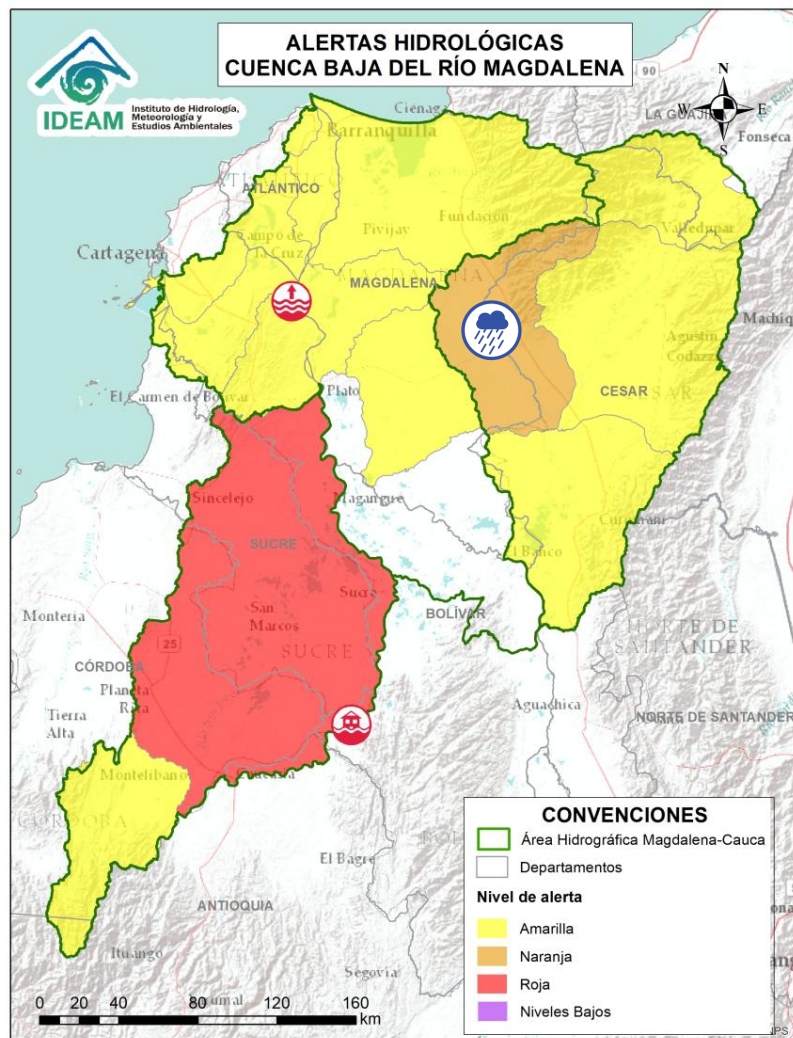 ALERTAS HIDROLÓGICAS
CUENCA BAJA DEL RÍO MAGDALENA
IDEAM
Instituto de Hidrología,
Meteorología y
Estudios Ambientales
90
N
W E
S
Ciénaga
LA GUAJIRA
Barranquilla
Fonseca
ATLÁNTICO
Valledupar
Fundación
Pivijay
Campo de
la Cruz
Cartagena
MAGDALENA
MAGDALENA
Machiq
Agustín
Codazzi
CESAR
Plato
El Carmen de Bolívar
Sincelejo
Magangue
Curumaní
SUCRE
El Banco
Sucre
San
Marcos
BOLÍVAR
Montería
25
SUCRE
NORTE DE
SANTANDER
CÓRDOBA
Planeta
Rica
Aguachica
Tierra
Alta
NORTE DE SANTANDER
Montelíbano
CÓRDOBA
El Bagre
ANTIOQUIA
Ituango
Segovia
CONVENCIONES
Área Hidrográfica Magdalena-Cauca
Departamentos
Nivel de alerta
Amarilla
Naranja
Roja
Niveles Bajos
0 20 40 80 120 160
km